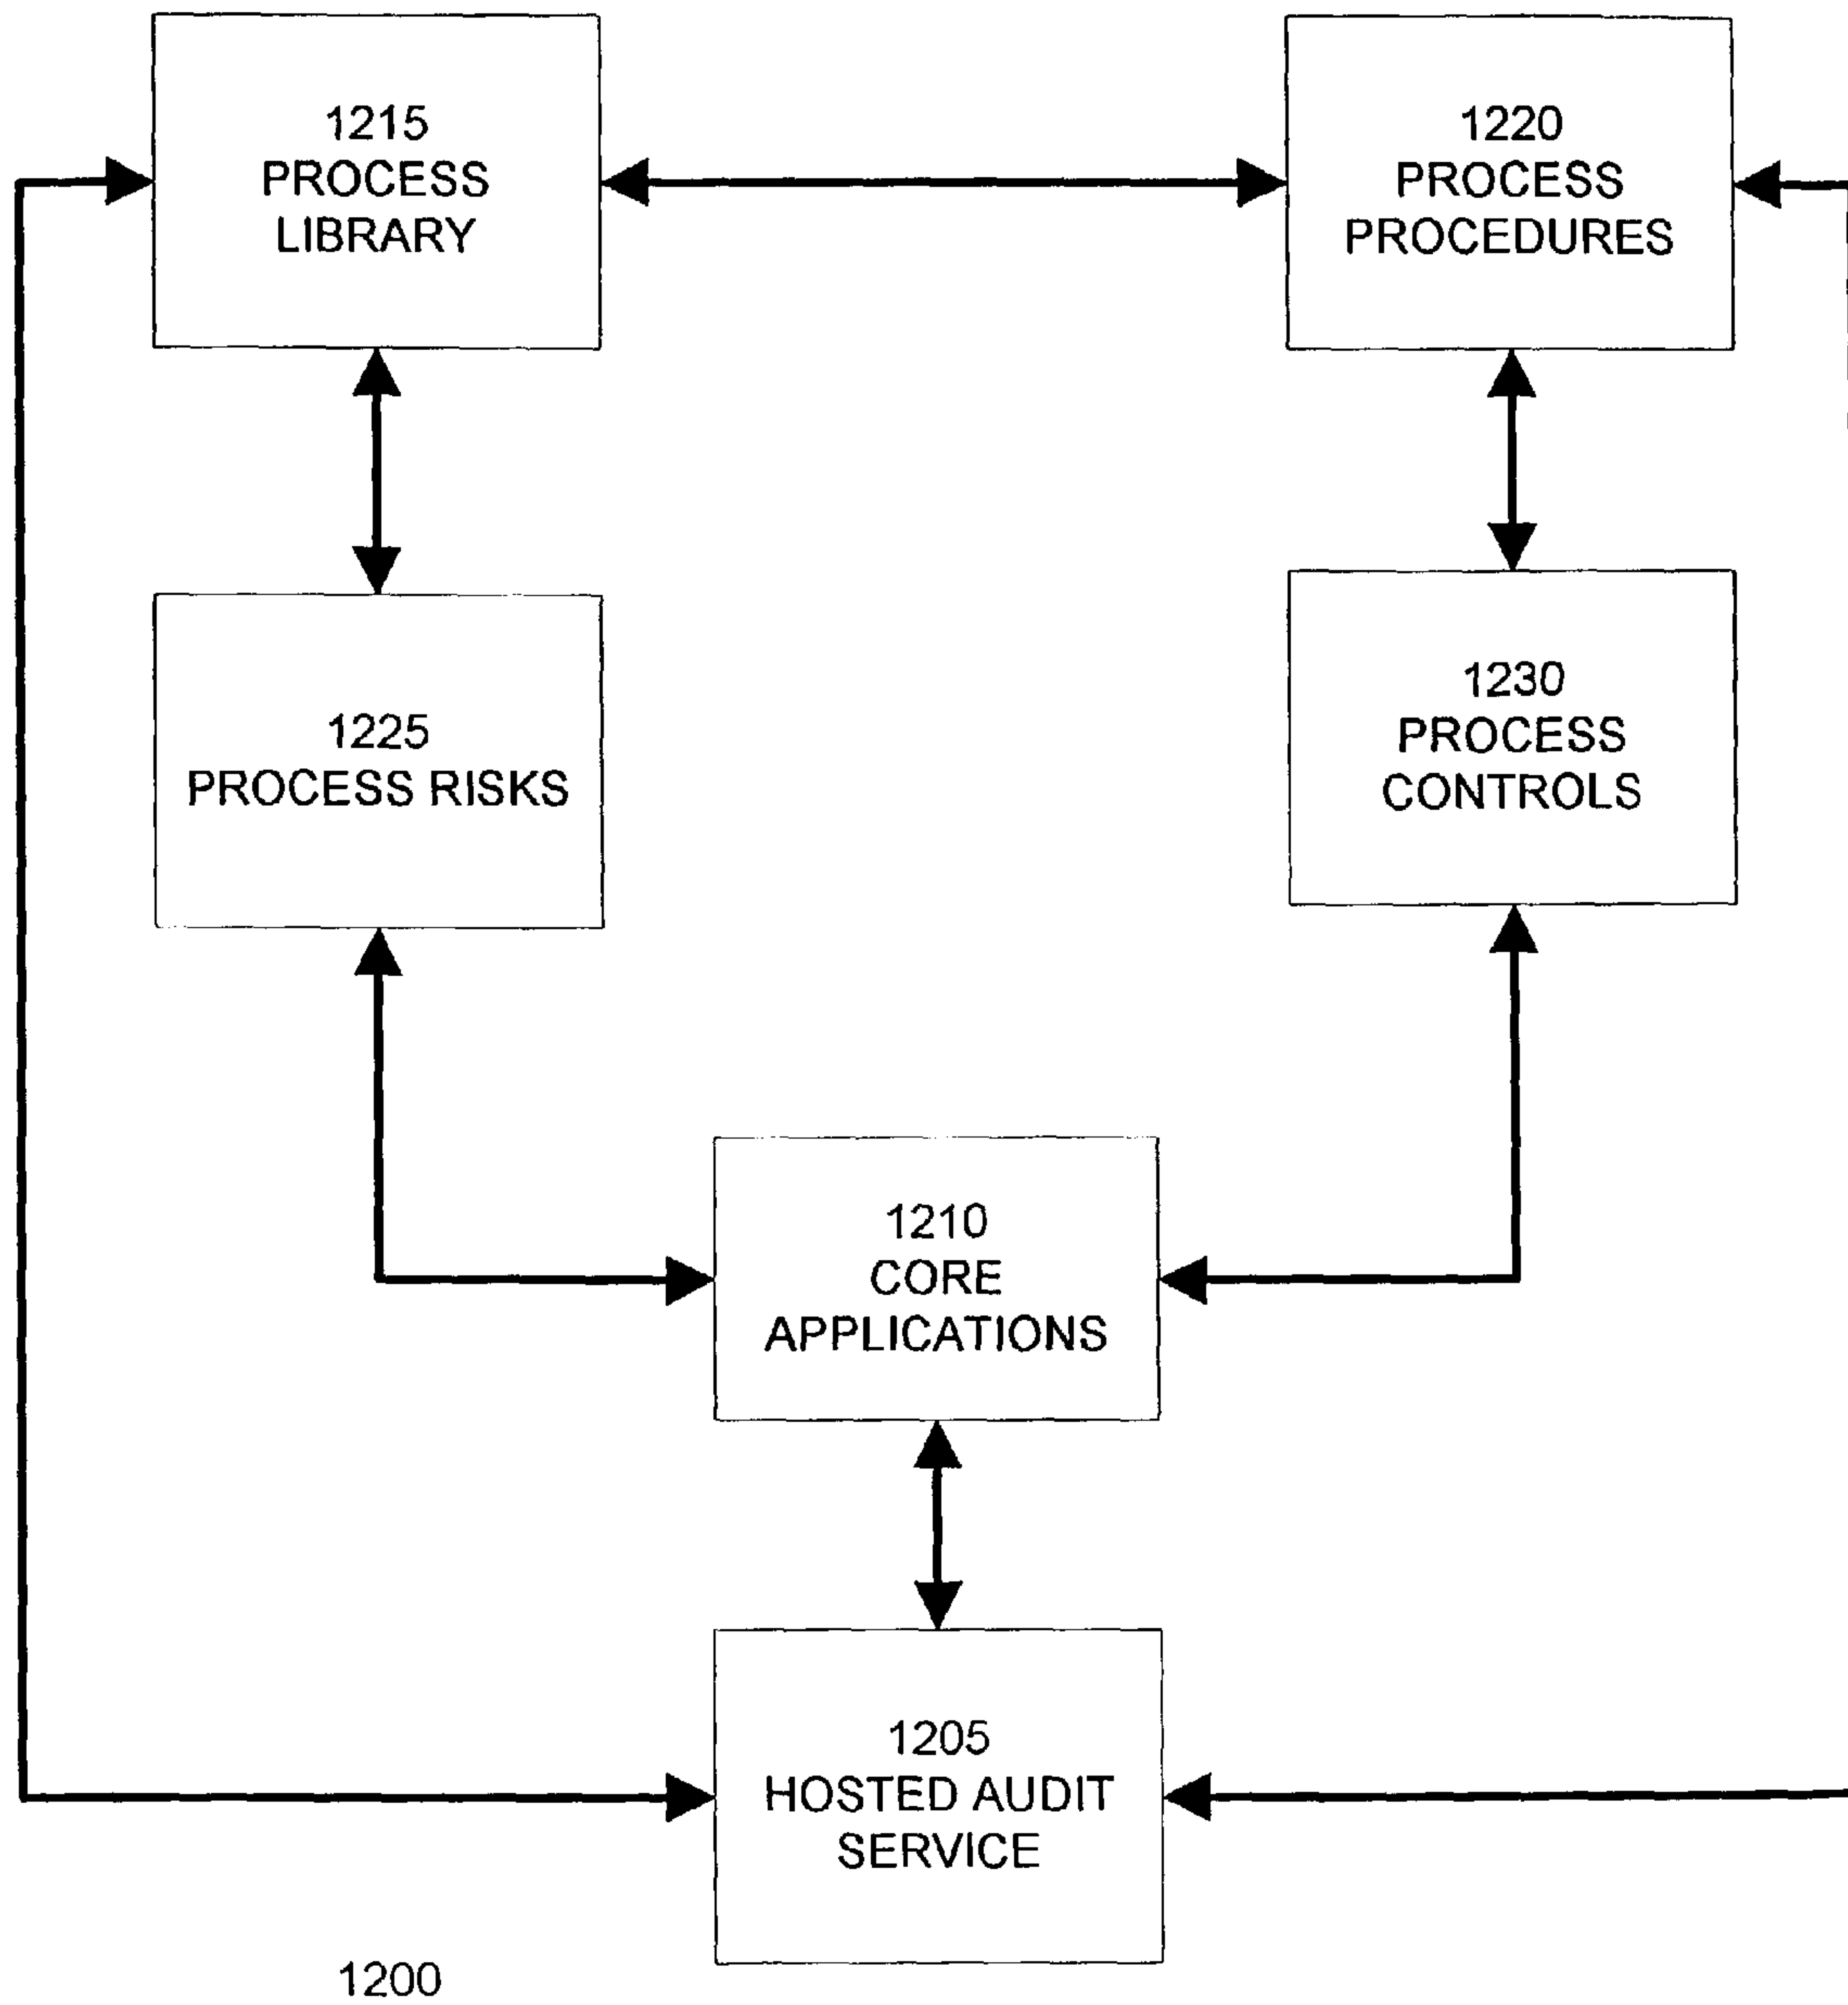 1215
PROCESS
LIBRARY
1220
PROCESS
PROCEDURES
1225
PROCESS RISKS
1230
PROCESS
CONTROLS
1210
CORE
APPLICATIONS
1205
HOSTED AUDIT
SERVICE
1200